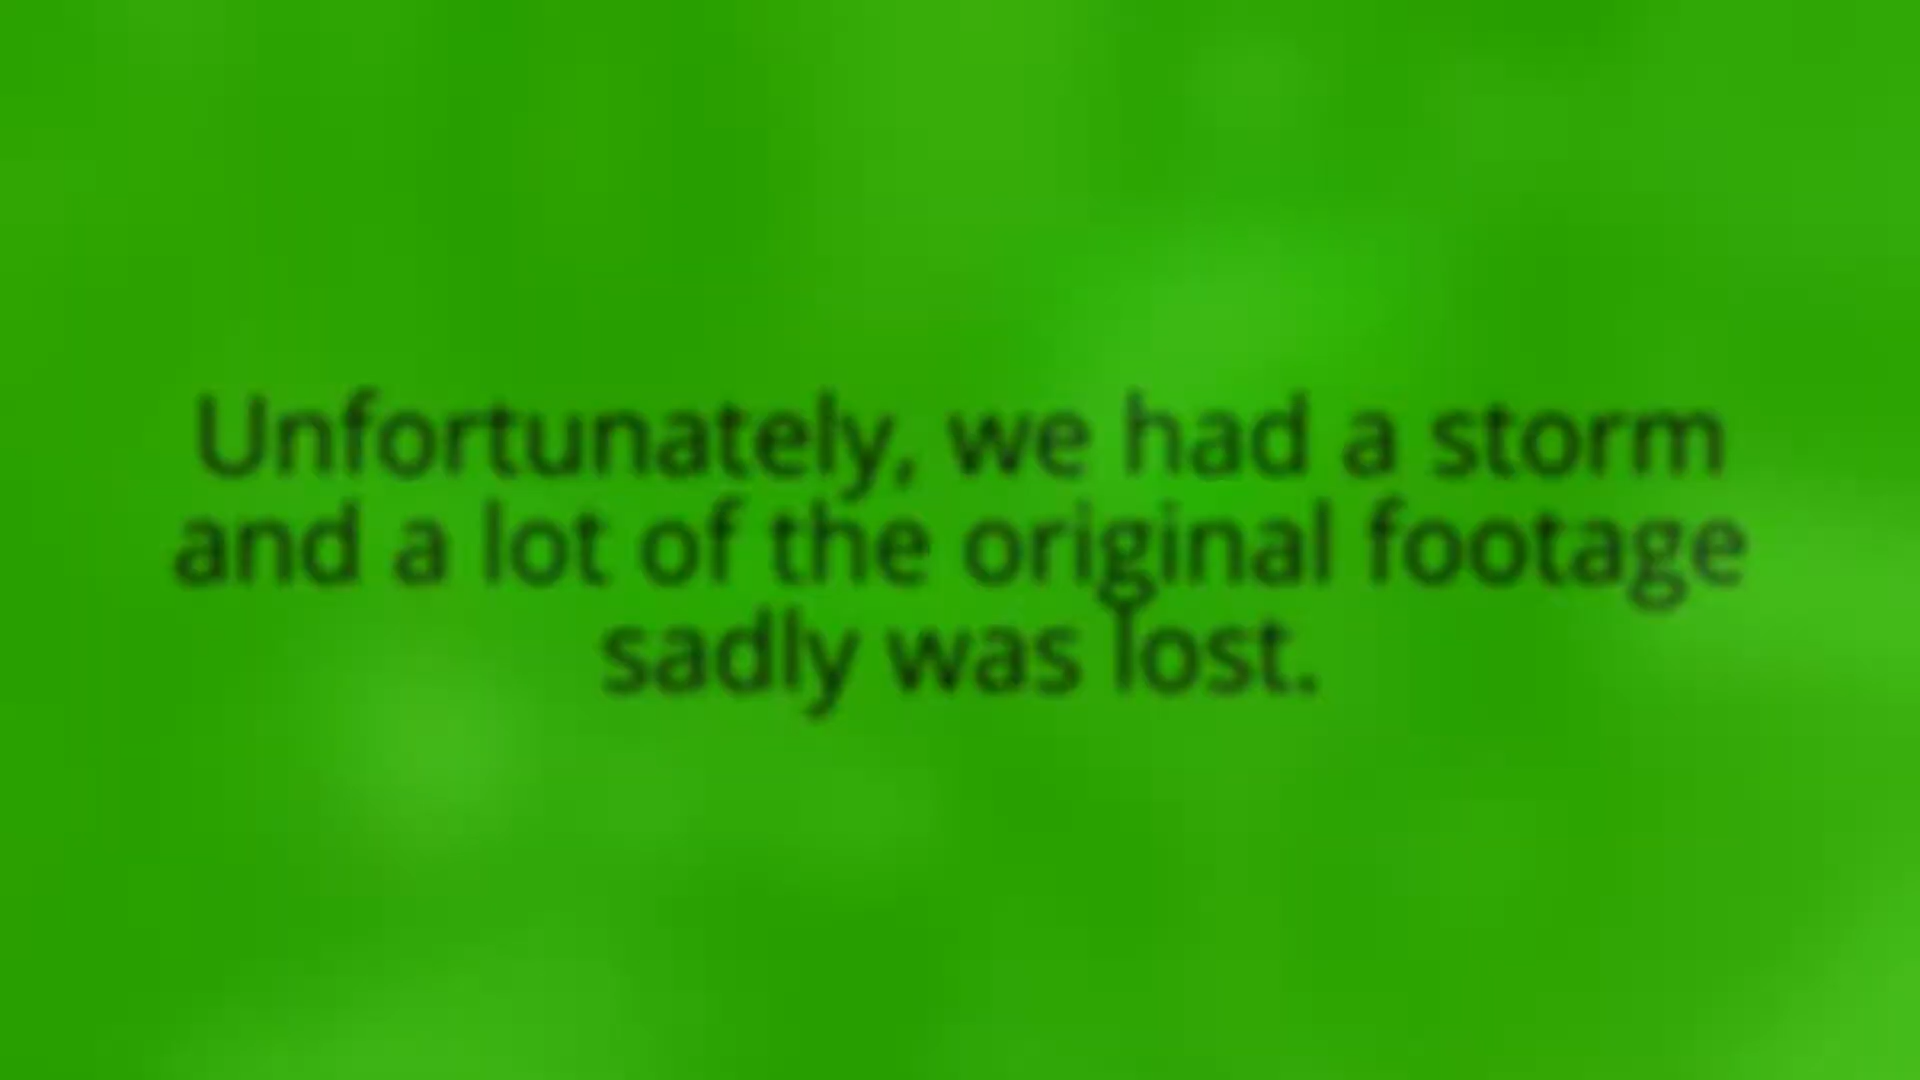 Unfortunately, we had a storm
and a lot of the original footage
sadly was lost.